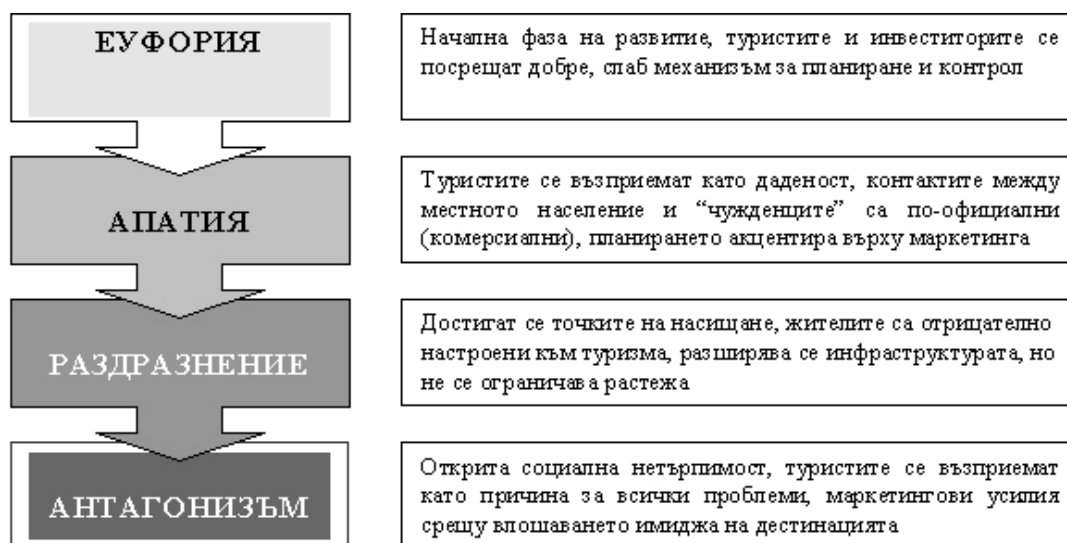 ЕУФОРИЯ
Начална фаза на развитие, туристите и инвеститорите се
посрещат добре, слаб механизъм за планиране и контрол
АПАТИЯ
Туристите се възприемат като даденост, контактите между
местното население и “чужденците” са по-официални
(комерсиални), планирането акцентира върху маркетинга
РАЗДРАЗНЕНИЕ
Достигат се точките на насищане, жителите са отрицателно
настроени към туризма, разширява се инфраструктурата, но
не се ограничава растежа
АНТАГОНИЗЪМ
Открита социална нетърпимост, туристите се възприемат
като причина за всички проблеми, маркетингови усилия
срещу влошаването имиджа на дестинацията